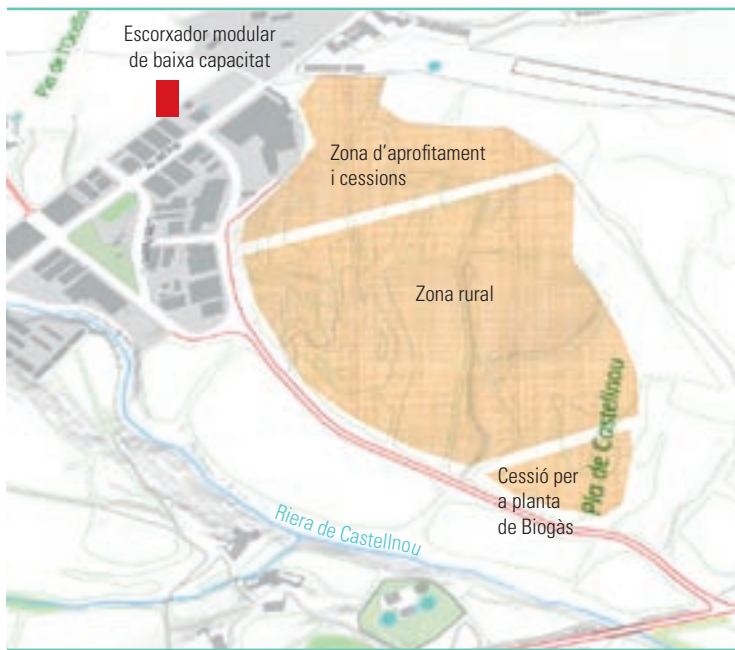 Escorxador modular
de baixa capacitat
Zona d'aprofitament
i cessions
Zona rural
Pla de Castellnou
Cessió per
a planta
de Biogàs
Riera de Castellnou
Pla de